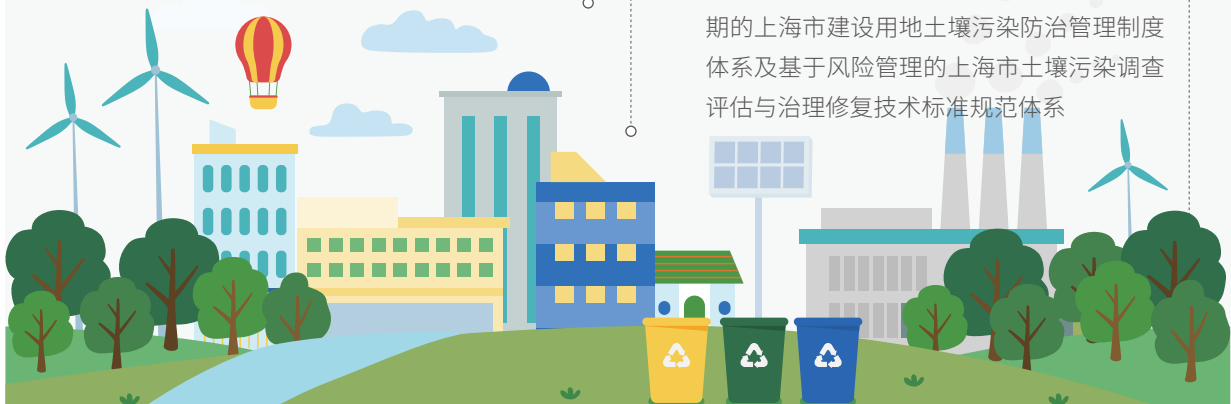 期的上海市建设用地土壤污染防治管理制度
体系及基于风险管理的上海市土壤污染调查
评估与治理修复技术标准规范体系